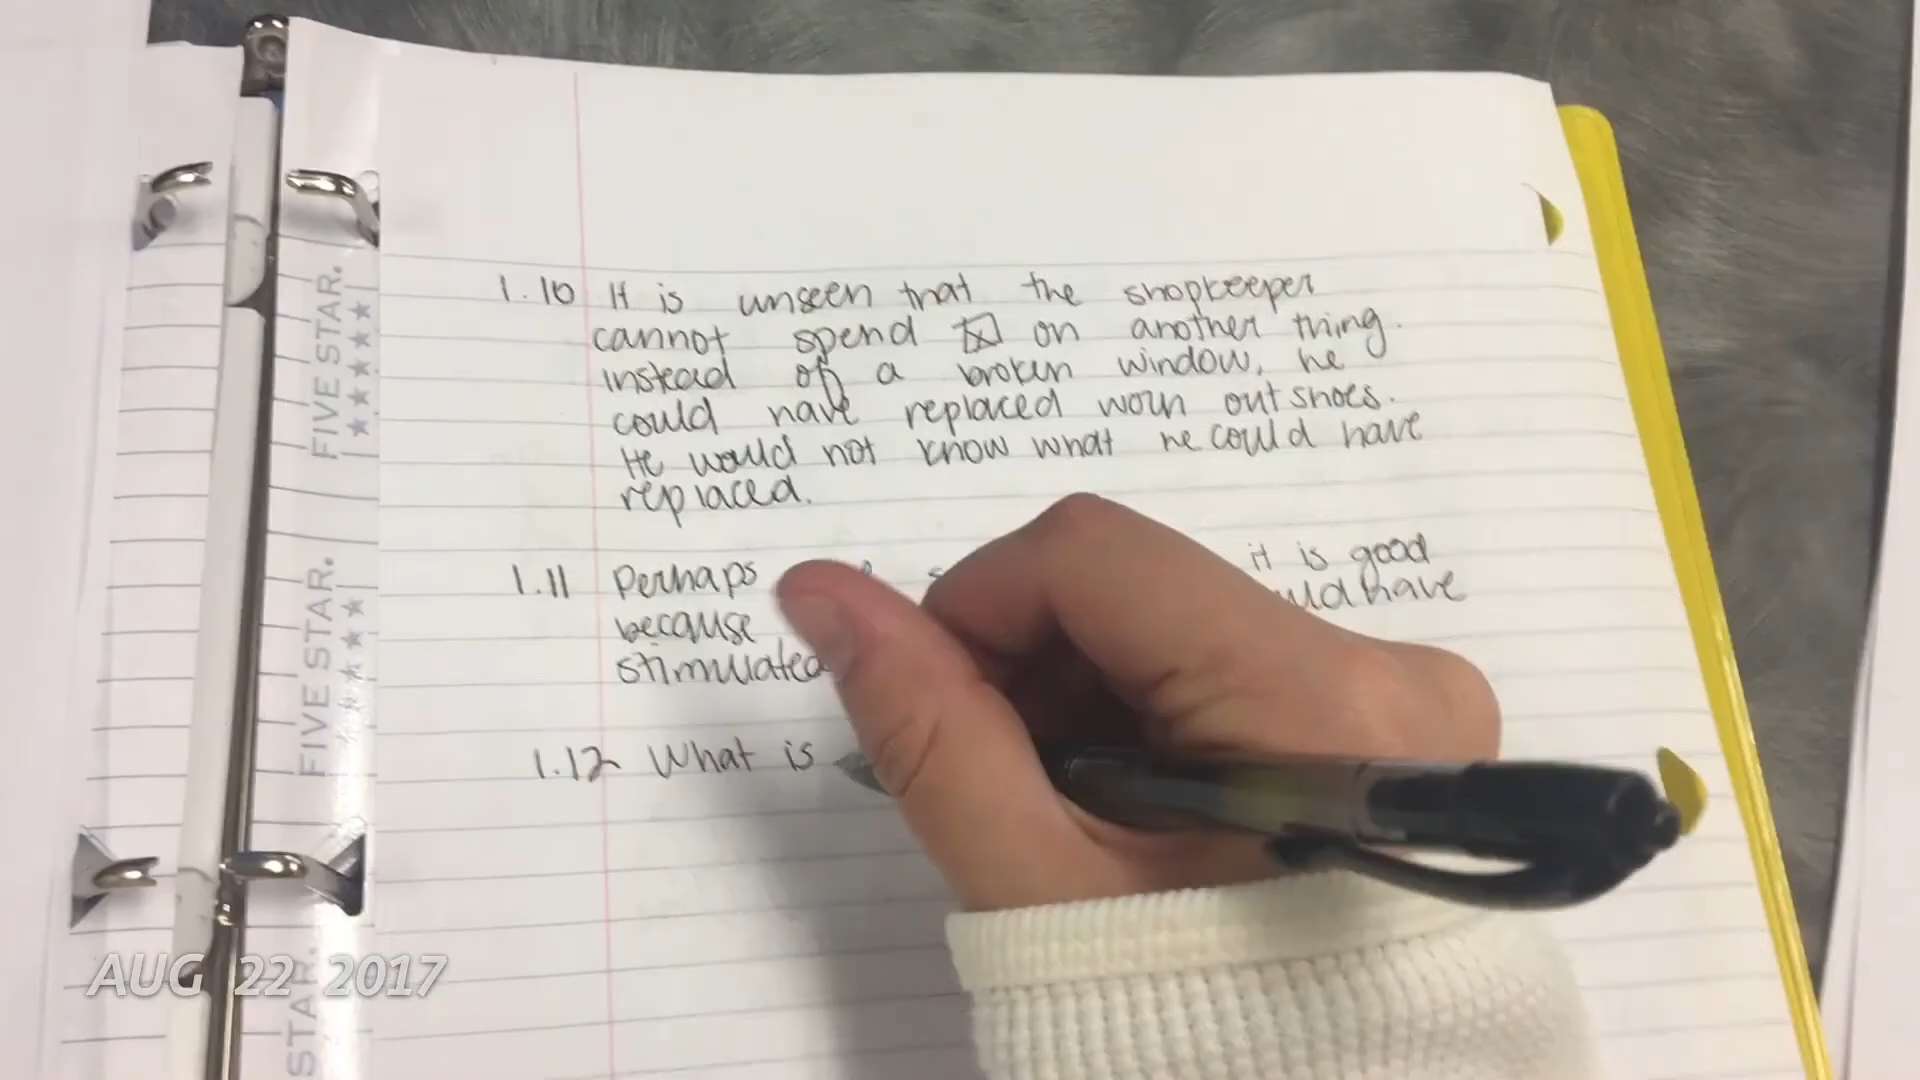 1.10 It is unseen that the shopkeeper
cannot spend on another thing.
instead of a broken window, he
could have replaced worn out shoes.
He would not know what he could have
replaced.
1.11 Perhaps it is good
because have
stimulated
1.12 What is
FIVE STAR.
FIVE STAR.
STAR.
AUG 22 2017